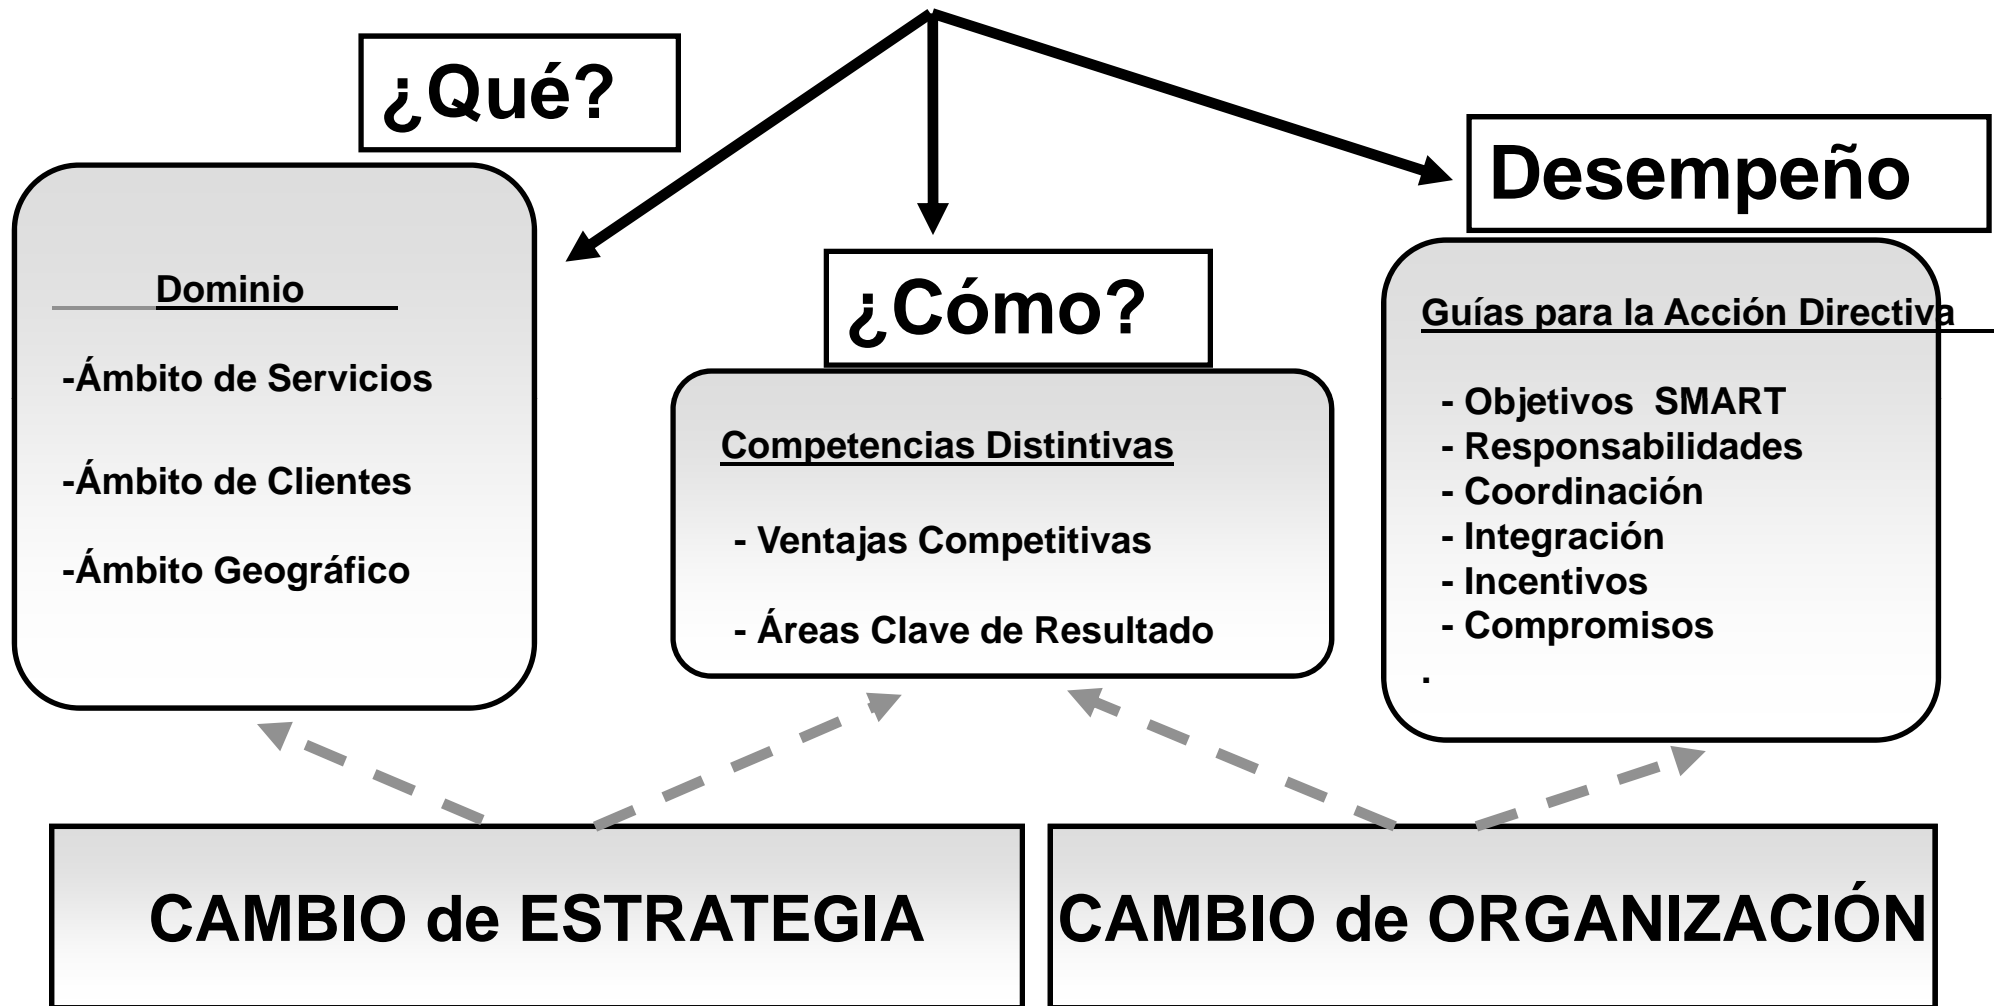 ¿Qué?
Dominio
-Ámbito de Servicios
-Ámbito de Clientes
-Ámbito Geográfico
¿Cómo?
Competencias Distintivas
- Ventajas Competitivas
- Áreas Clave de Resultado
Desempeño
Guías para la Acción Directiva
- Objetivos  SMART
- Responsabilidades
- Coordinación
- Integración
- Incentivos
- Compromisos
.
CAMBIO de ESTRATEGIA
CAMBIO de ORGANIZACIÓN